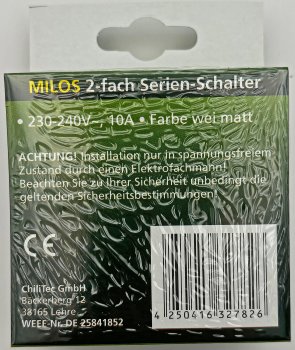 MILOS 2-fach Serien-Schalter
• 230-240V~ 10A • Farbe wei matt
ACHTUNG! Installation nur in spannungsfreiem
Zustand durch einen Elektrofachmann!
Beachten Sie zu Ihrer Sicherheit unbedingt die
geltenden Sicherheitsbestimmungen!
CE
ChiliTec GmbH
Bäckerberg 12
38165 Lehre
WEEE-Nr. DE 25841852
4 250416 327826